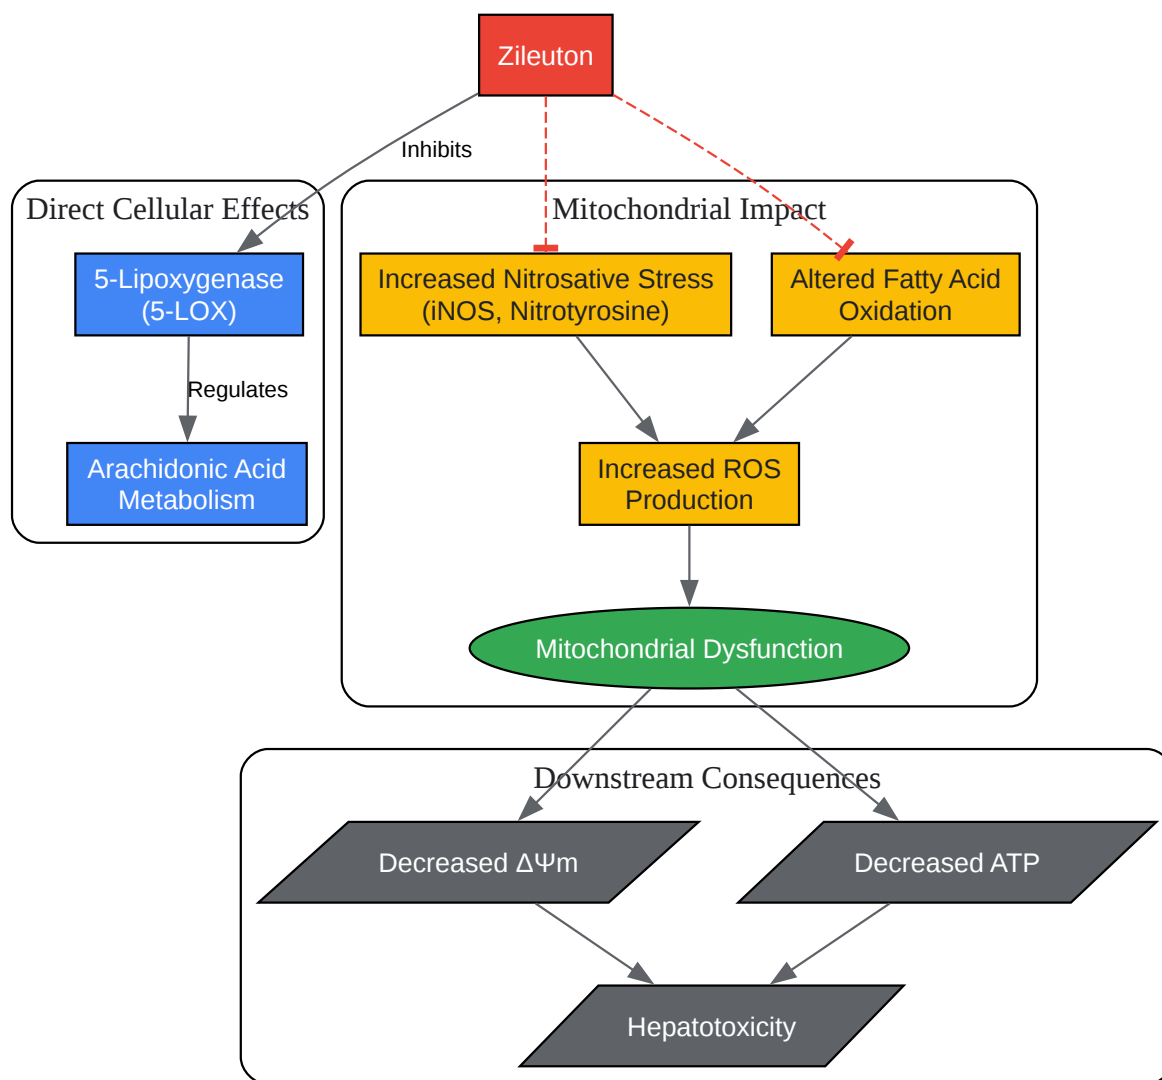 Zileuton
Inhibits
Direct Cellular Effects
Mitochondrial Impact
5-Lipoxygenase
(5-LOX)
Increased Nitrosative Stress
(iNOS, Nitrotyrosine)
Altered Fatty Acid
Oxidation
Regulates
Arachidonic Acid
Metabolism
Increased ROS
Production
Mitochondrial Dysfunction
Downstream Consequences
Decreased ΔΨm
Decreased ATP
Hepatotoxicity